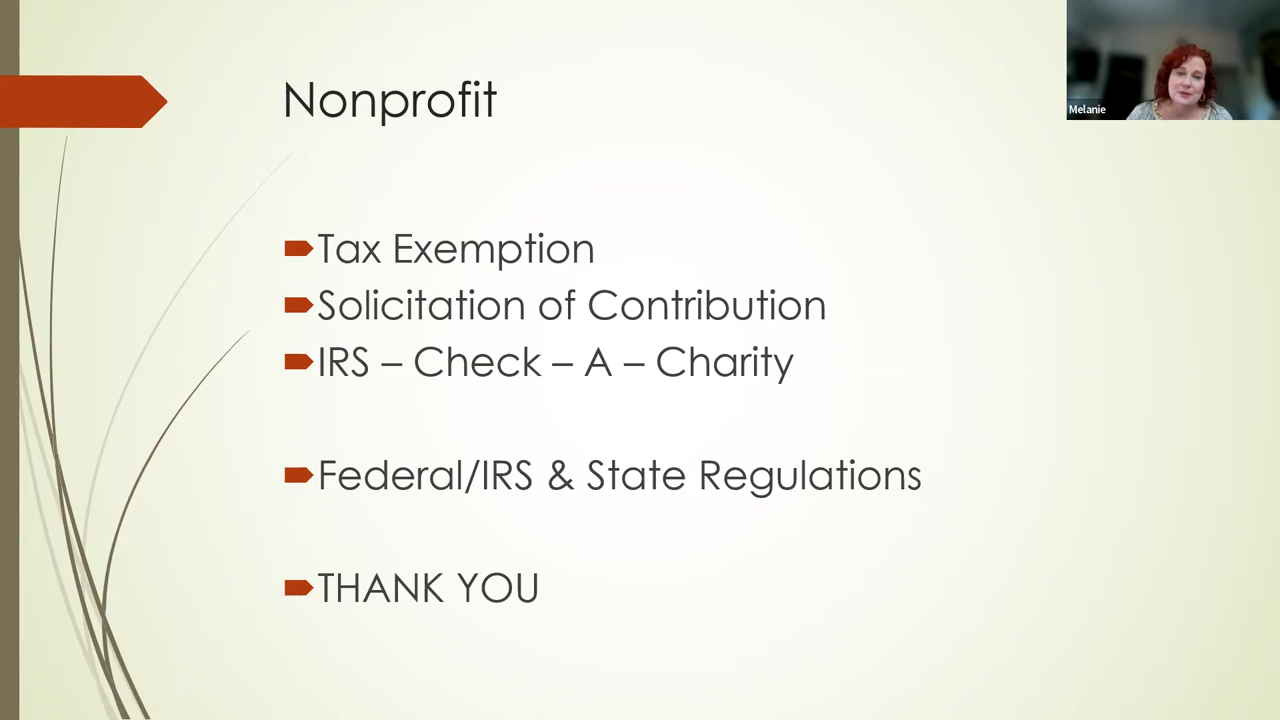 Nonprofit
Melanie
Tax Exemption
Solicitation of Contribution
IRS – Check – A – Charity
Federal/IRS & State Regulations
THANK YOU